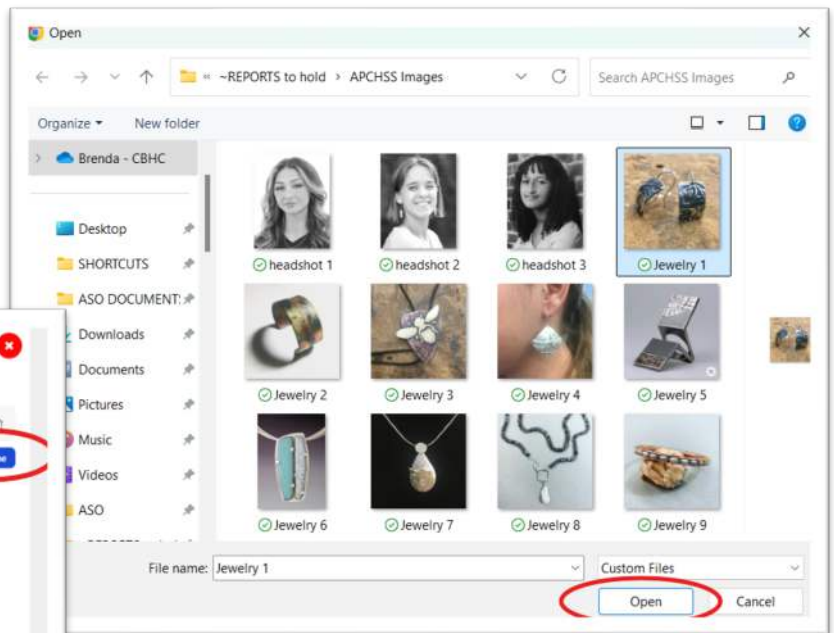 Open
« ~REPORTS to hold > APCHSS Images
Search APCHSS Images
Organize
New folder
Brenda - CBHC
Desktop
SHORTCUTS
ASO DOCUMENT:
Downloads
Documents
Pictures
Music
Videos
ASO
headshot 1
headshot 2
headshot 3
Jewelry 1
Jewelry 2
Jewelry 3
Jewelry 4
Jewelry 5
Jewelry 6
Jewelry 7
Jewelry 8
Jewelry 9
File name: Jewelry 1
Custom Files
Open
Cancel